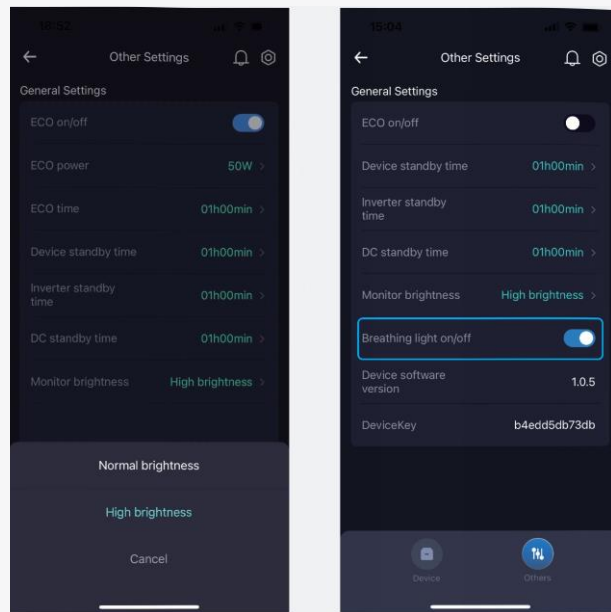 18:52
Other Settings
General Settings
ECO on/off
ECO power 50W >
ECO time 01h00min >
Device standby time 01h00min >
Inverter standby
time 01h00min >
DC standby time 01h00min >
Monitor brightness High brightness >
Normal brightness
High brightness
Cancel
15:04
Other Settings
General Settings
ECO on/off
Device standby time 01h00min >
Inverter standby
time 01h00min >
DC standby time 01h00min >
Monitor brightness High brightness >
Breathing light on/off
Device software
version 1.0.5
DeviceKey b4edd5db73db
Device
Others